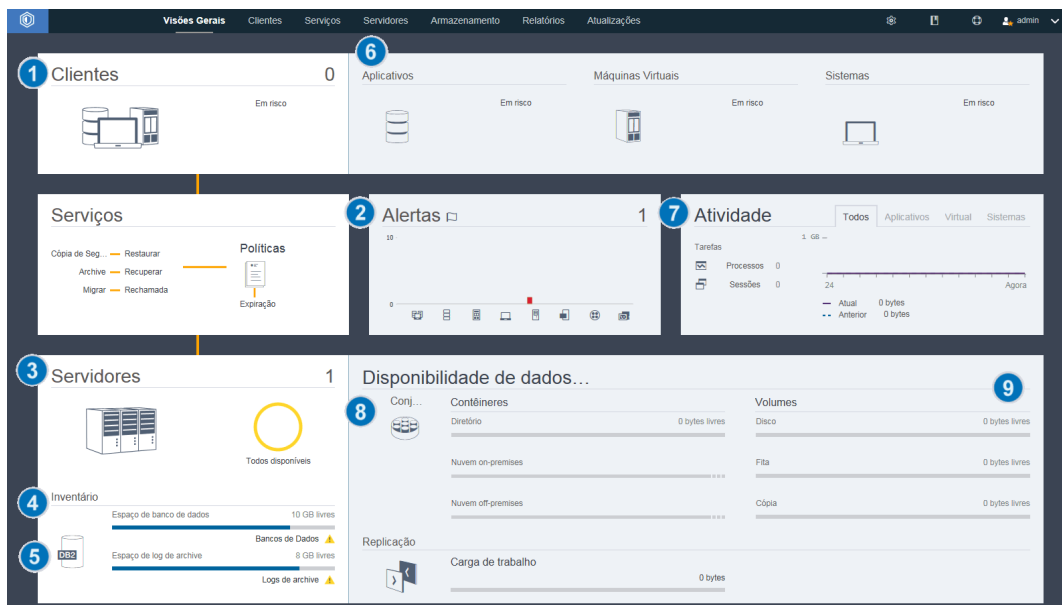 Visões Gerais Clientes Serviços Servidores Armazenamento Relatórios Atualizações admin
1 Clientes 0
Em risco
6
Aplicativos Máquinas Virtuais Sistemas
Em risco Em risco Em risco
Serviços
Cópia de Seg... Restaurar
Archive Recuperar
Migrar Rechamada
Políticas
Expiração
2 Alertas 1
10
0
7 Atividade Todos Aplicativos Virtual Sistemas
Tarefas
Processos 0
Sessões 0
1 GB
24 Agora
Atual 0 bytes
Anterior 0 bytes
3 Servidores 1
Todos disponíveis
4 Inventário
Espaço de banco de dados 10 GB livres
Bancos de Dados
5 DB2 Espaço de log de archive 8 GB livres
Logs de archive
Disponibilidade de dados...
9
8 Conj... Contêineres Volumes
Diretório 0 bytes livres Disco 0 bytes livres
Nuvem on-premises Fita 0 bytes livres
Nuvem off-premises Cópia 0 bytes livres
Replicação
Carga de trabalho
0 bytes